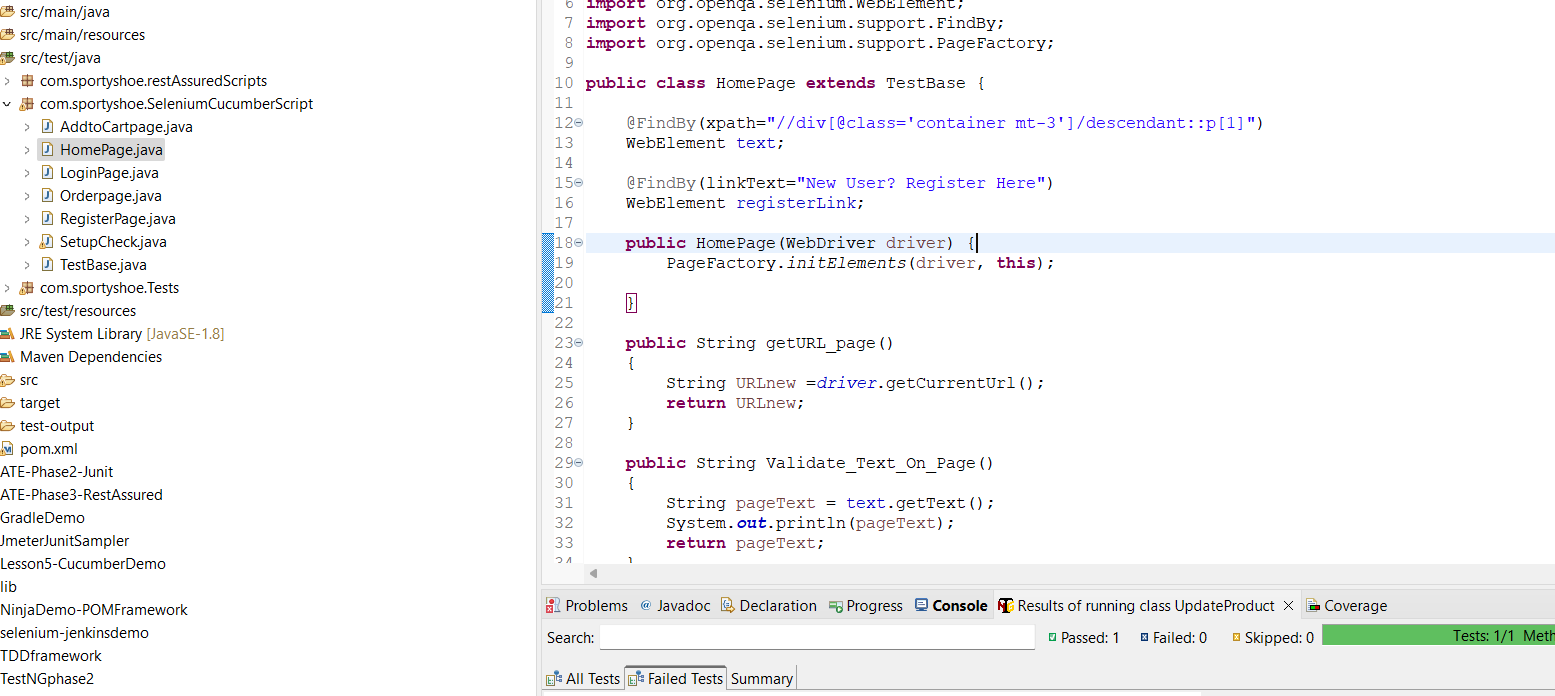 src/main/java
src/main/resources
src/test/java
com.sportyshoe.restAssuredScripts
com.sportyshoe.SeleniumCucumberScript
AddtoCartpage.java
HomePage.java
LoginPage.java
Orderpage.java
RegisterPage.java
SetupCheck.java
TestBase.java
com.sportyshoe.Tests
src/test/resources
JRE System Library [JavaSE-1.8]
Maven Dependencies
src
target
test-output
pom.xml
ATE-Phase2-Junit
ATE-Phase3-RestAssured
GradleDemo
JmeterJunitSampler
Lesson5-CucumberDemo
lib
NinjaDemo-POMFramework
selenium-jenkinsdemo
TDDframework
TestNGphase2
6 import org.openqa.selenium.WebElement;
7 import org.openqa.selenium.support.FindBy;
8 import org.openqa.selenium.support.PageFactory;
9
10 public class HomePage extends TestBase {
11
12 @FindBy(xpath="//div[@class='container mt-3']/descendant::p[1]")
13 WebElement text;
14
15 @FindBy(linkText="New User? Register Here")
16 WebElement registerLink;
17
18 public HomePage(WebDriver driver) {
19 PageFactory.initElements(driver, this);
20
21 }
22
23 public String getURL_page()
24 {
25 String URLnew =driver.getCurrentUrl();
26 return URLnew;
27 }
28
29 public String Validate_Text_On_Page()
30 {
31 String pageText = text.getText();
32 System.out.println(pageText);
33 return pageText;
34 }
Problems @ Javadoc Declaration Progress Console Results of running class UpdateProduct Coverage
Search: Passed: 1 Failed: 0 Skipped: 0 Tests: 1/1 Meth
All Tests Failed Tests Summary